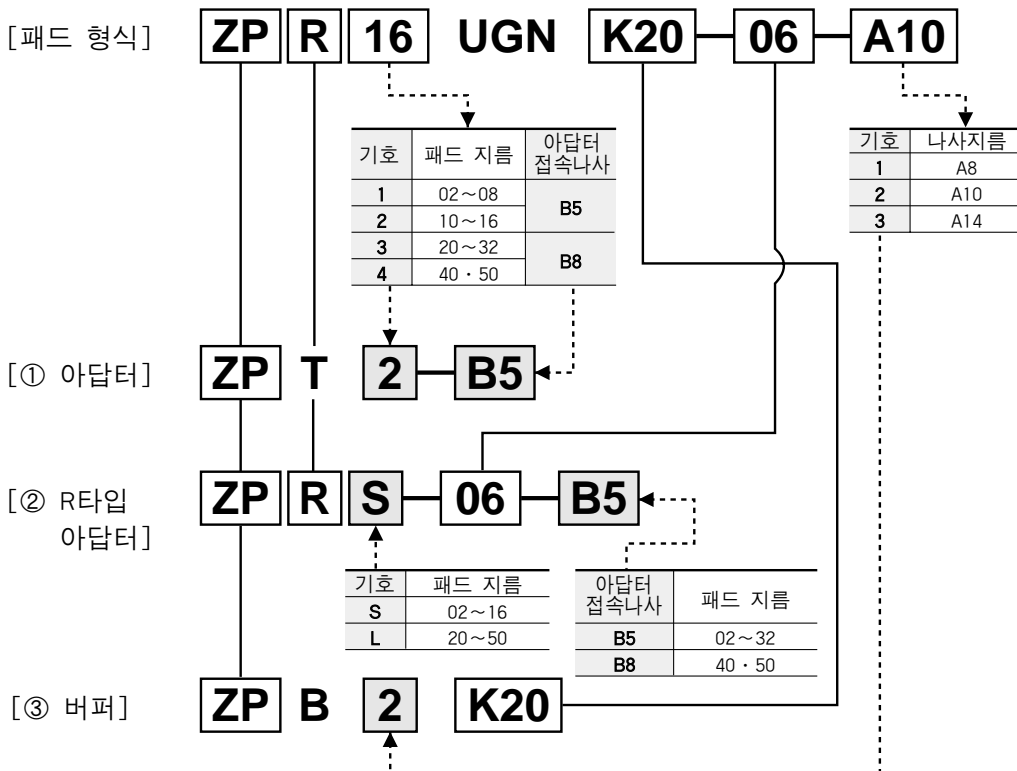 [패드 형식] ZP R 16 UGN K20 06 A10
기호 패드 지름 아답터 접속나사
1 02～08 B5
2 10～16
3 20～32 B8
4 40・50
기호 나사지름
1 A8
2 A10
3 A14
[① 아답터] ZP T 2 B5
[② R타입 아답터] ZP R S 06 B5
기호 패드 지름
S 02～16
L 20～50
아답터 접속나사 패드 지름
B5 02～32
B8 40・50
[③ 버퍼] ZP B 2 K20